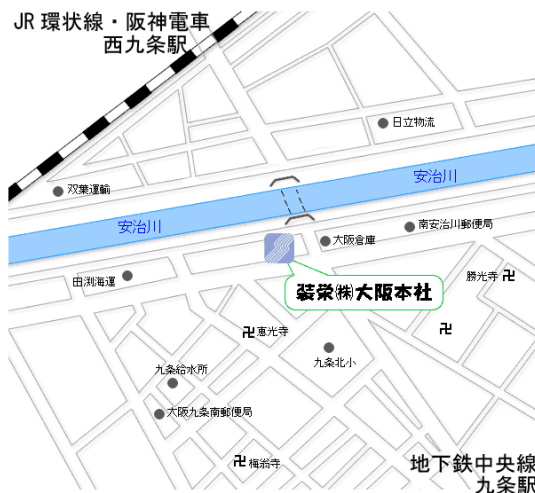 JR 環状線・阪神電車
西九条駅
日立物流
双葉運輸
安治川
安治川
南安治川郵便局
大阪倉庫
田渕海運
勝光寺
装栄㈱大阪本社
恵光寺
九条北小
九条給水所
大阪九条南郵便局
梅翁寺
地下鉄中央線
九条駅